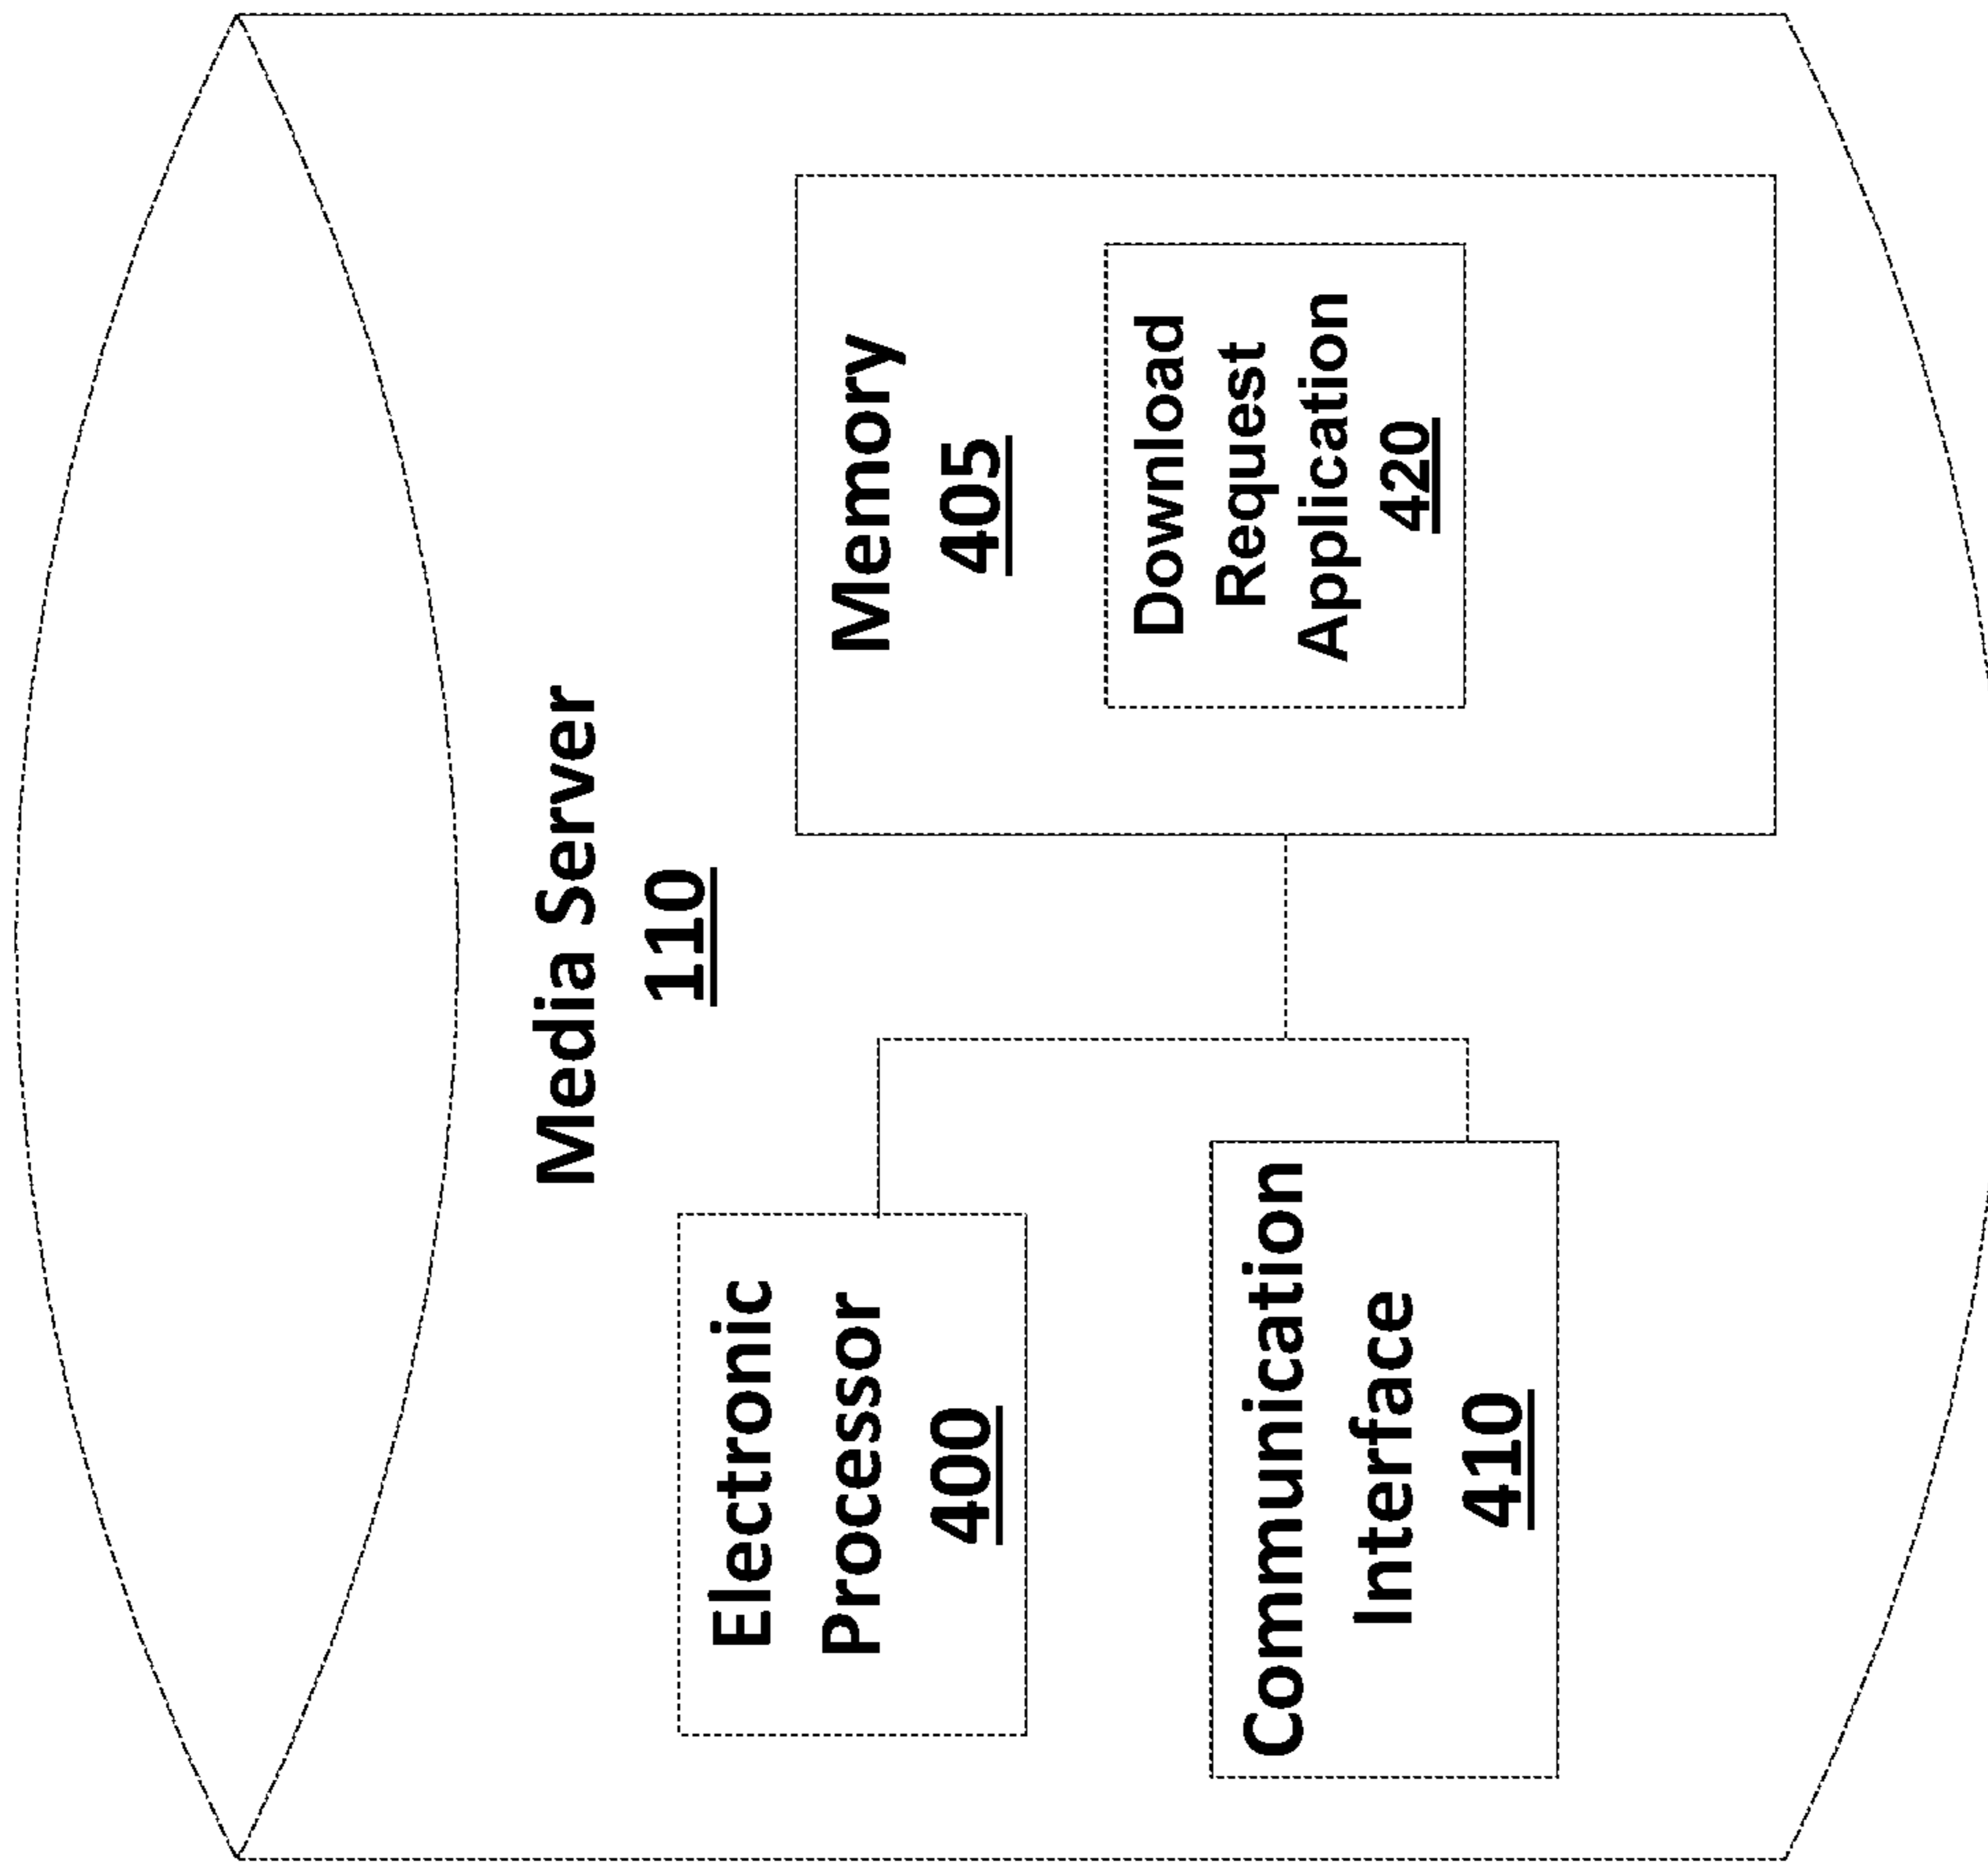 Media Server
110
Electronic
Processor
400
Communication
Interface
410
Memory
405
Download
Request
Application
420